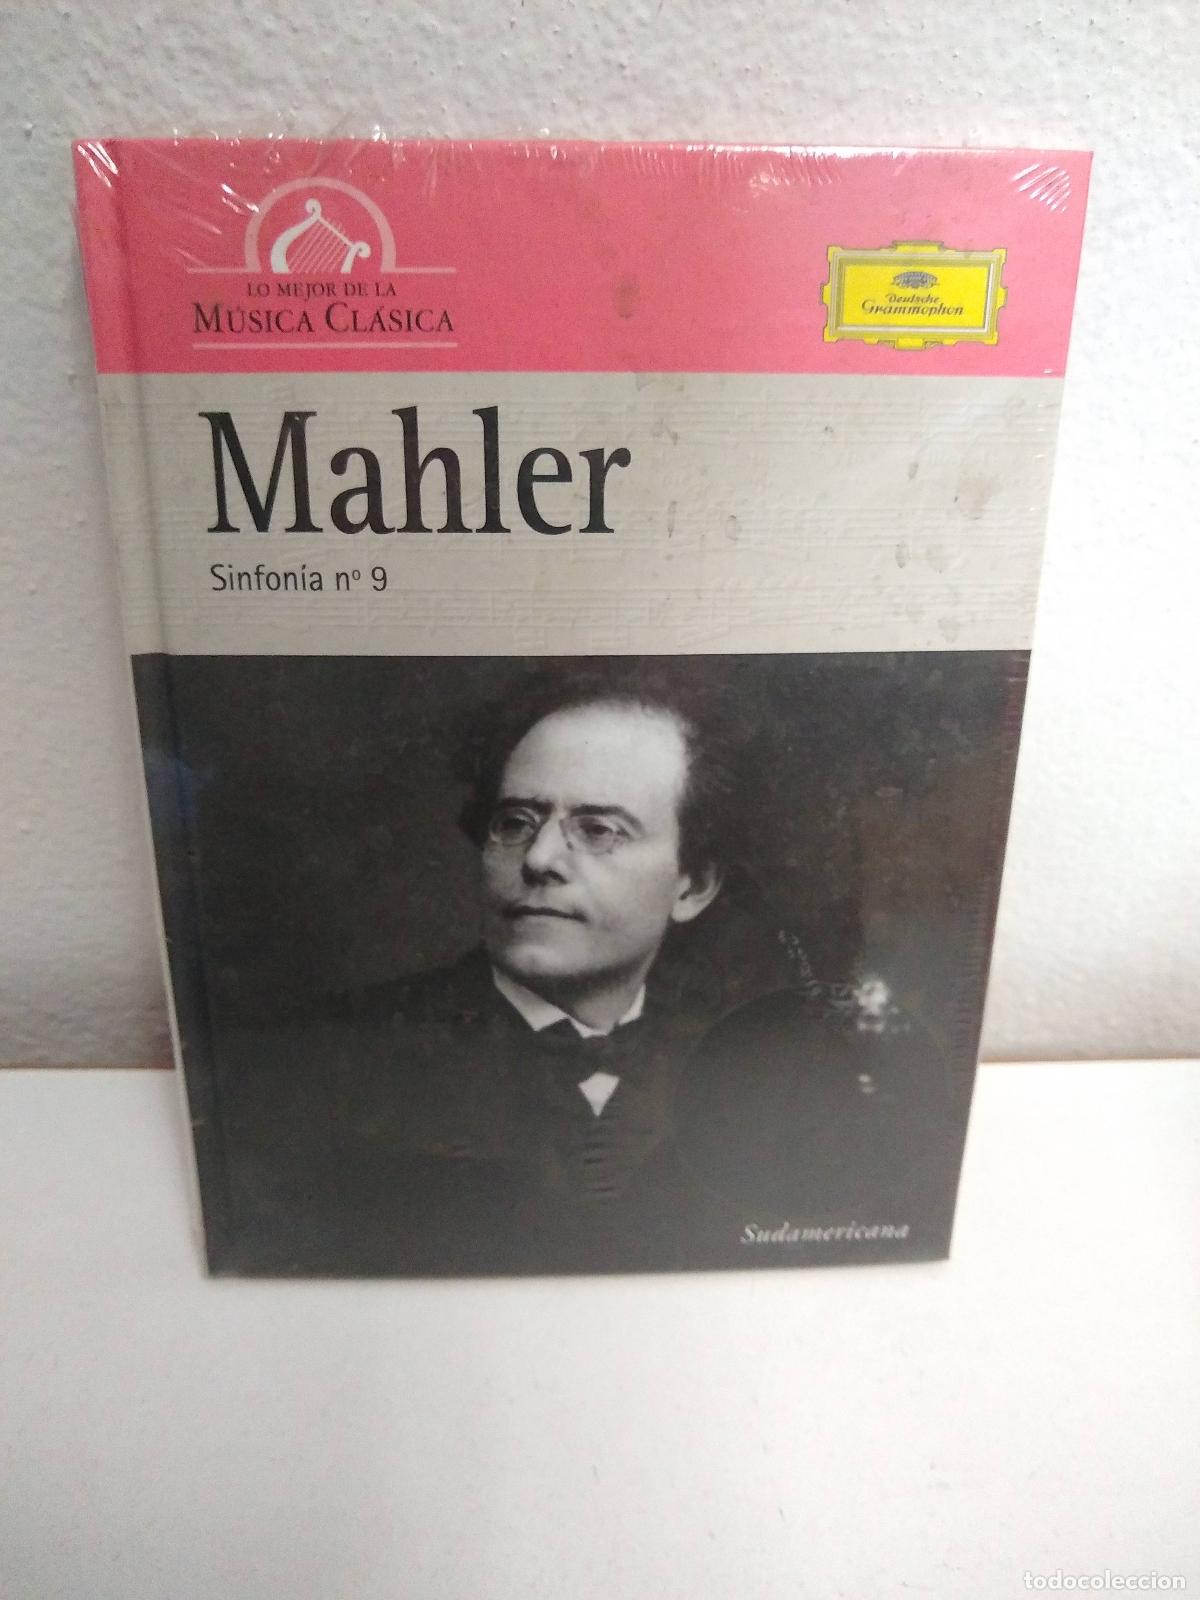 LO MEJOR DE LA
MÚSICA CLÁSICA
Deutsche
Grammophon
Mahler
Sinfonía nº 9
Sudamericana
todocoleccion